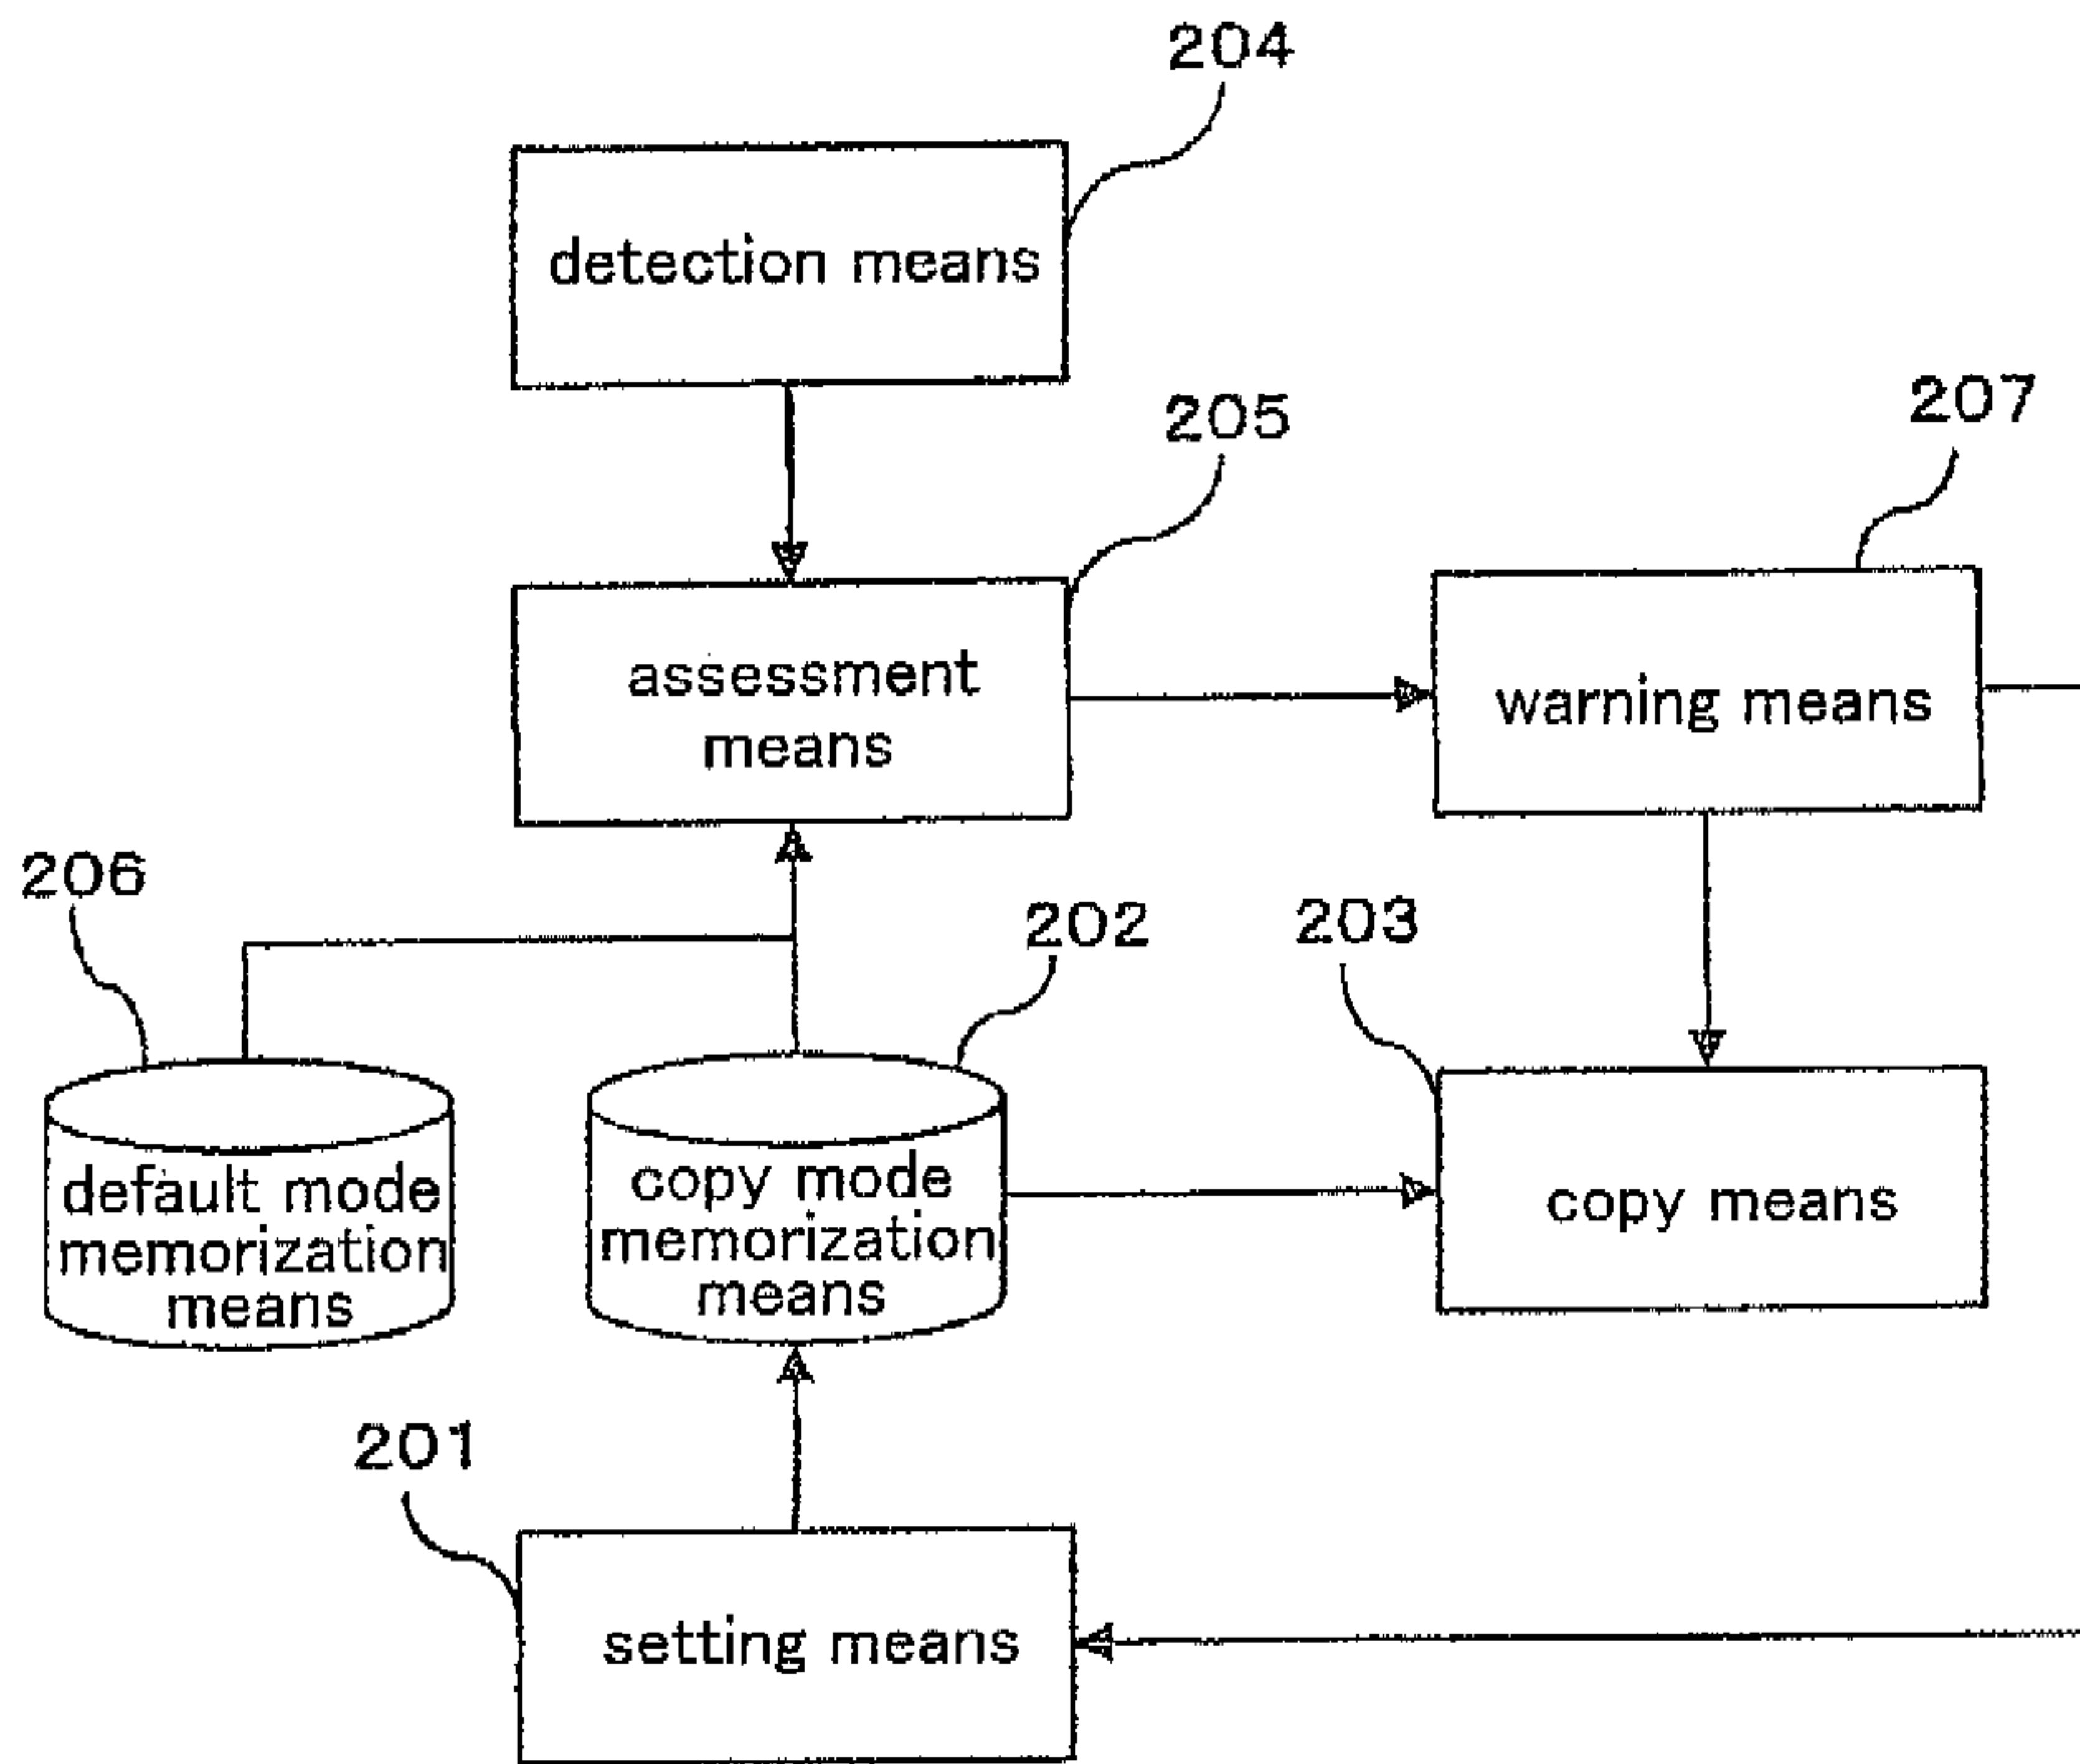 204
detection means
205
207
assessment
means
warning means
206
202
203
default mode
memorization
means
copy mode
memorization
means
copy means
201
setting means